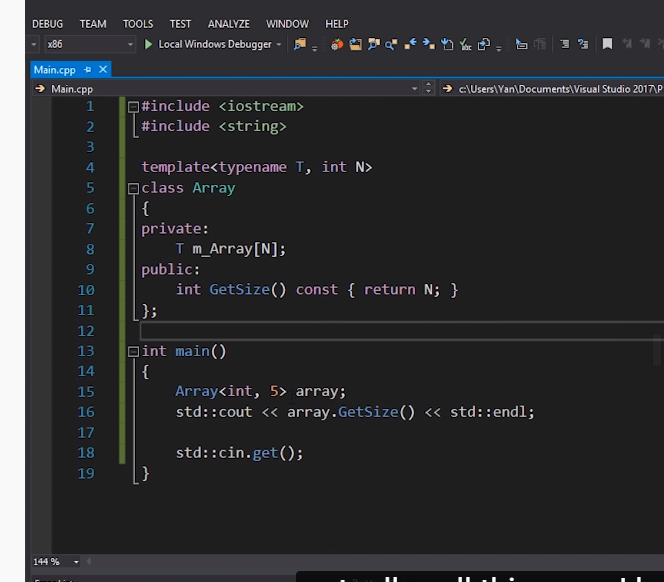 DEBUG TEAM TOOLS TEST ANALYZE WINDOW HELP
x86 Local Windows Debugger
Main.cpp
Main.cpp c:\Users\Yan\Documents\Visual Studio 2017\P
1 #include <iostream>
2 #include <string>
3
4 template<typename T, int N>
5 class Array
6 {
7 private:
8 T m_Array[N];
9 public:
10 int GetSize() const { return N; }
11 };
12
13 int main()
14 {
15 Array<int, 5> array;
16 std::cout << array.GetSize() << std::endl;
17
18 std::cin.get();
19 }
144 %